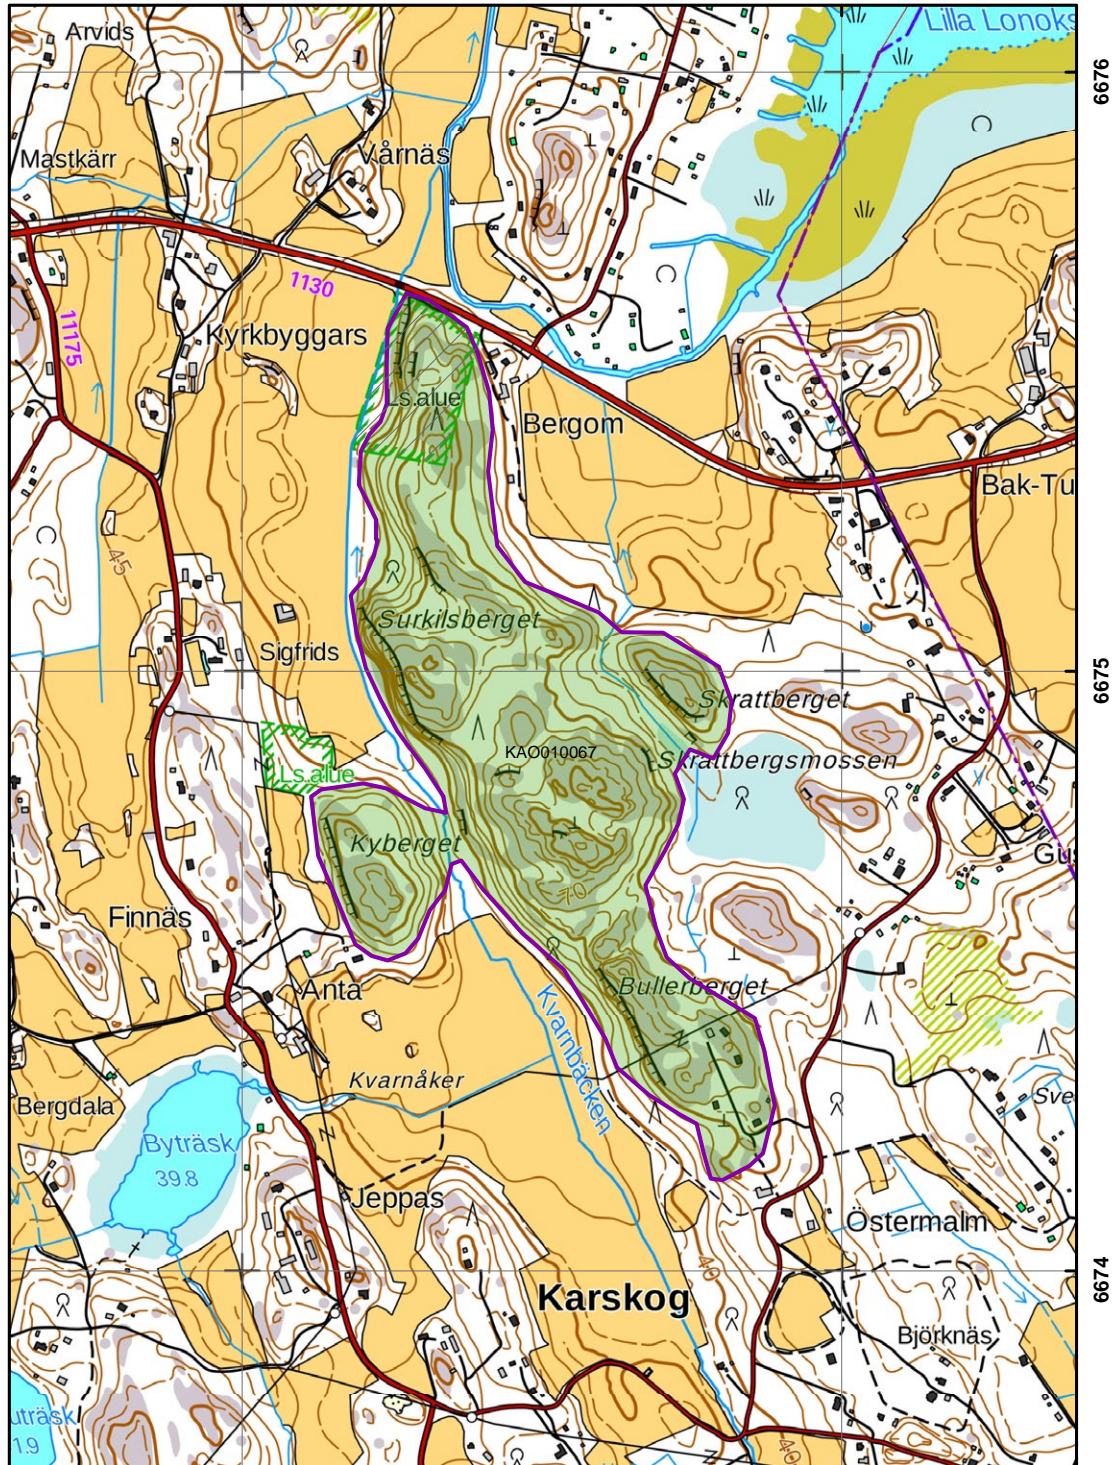 Arvids
Lilla Lonoks
6676
Mastkärr
Vårnäs
1130
11175
Kyrkbyggars
Ls.alue
Bergom
Bak-Tu
45
Surkilsberget
Sigfrids
6675
Skrattberget
KAO010067
Skrattbergsmossen
Ls.alue
Kyberget
Gus
70
Finnäs
Bullerberget
Anta
Kvarnbäcken
Kvarnåker
Bergdala
Sve
Byträsk
39.8
Jeppas
Östermalm
40
6674
Karskog
Björknäs
uträsk
1.9
40